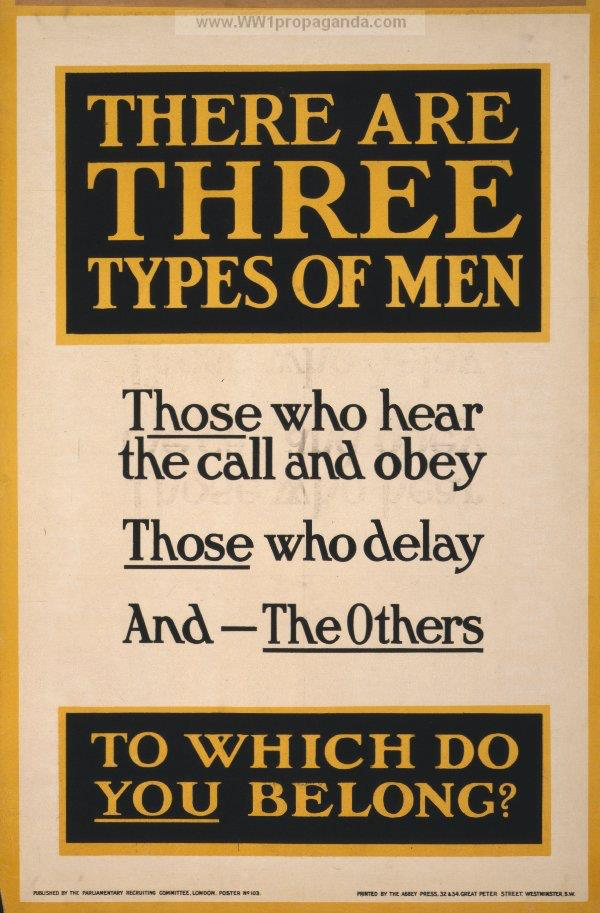 www.WW1propaganda.com
THERE ARE
THREE
TYPES OF MEN
Those who hear
the call and obey
Those who delay
And — The Others
TO WHICH DO
YOU BELONG?
PUBLISHED BY THE PARLIAMENTARY RECRUITING COMMITTEE, LONDON. POSTER Nº 103. PRINTED BY THE ABBEY PRESS, 32 & 34, GREAT PETER STREET, WESTMINSTER, S.W.